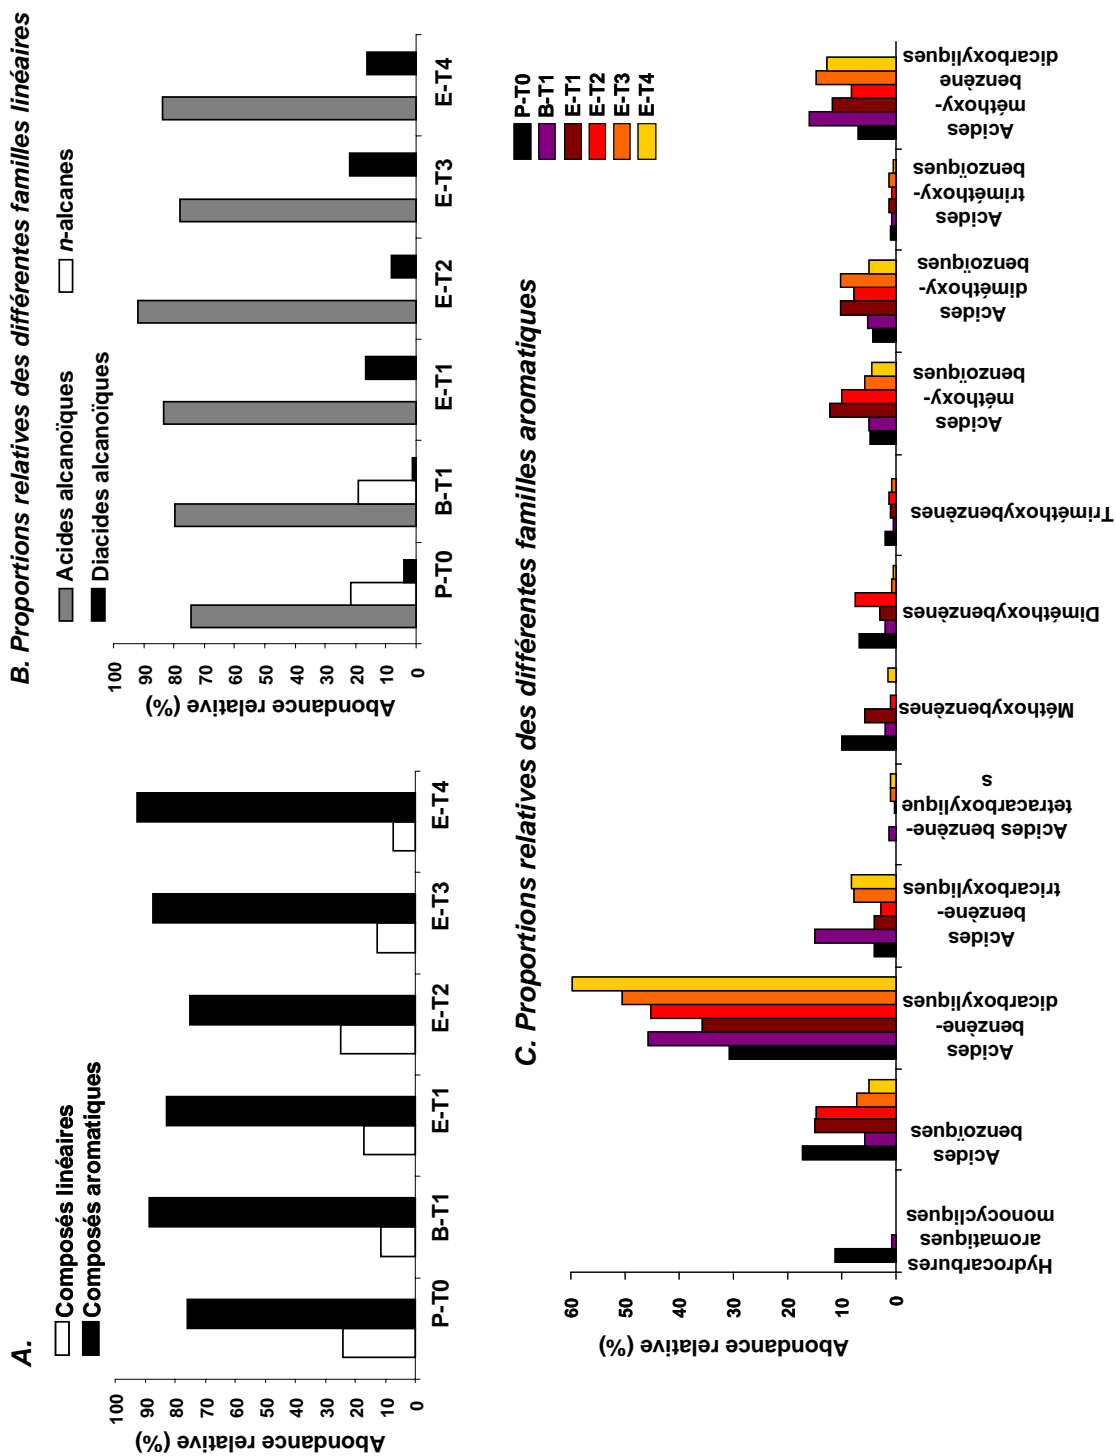 A.
Composés linéaires
Composés aromatiques
Abondance relative (%)
100
90
80
70
60
50
40
30
20
10
0
P-T0
B-T1
E-T1
E-T2
E-T3
E-T4
B. Proportions relatives des différentes familles linéaires
Acides alcanoïques
n-alcanes
Diacides alcanoïques
Abondance relative (%)
100
90
80
70
60
50
40
30
20
10
0
P-T0
B-T1
E-T1
E-T2
E-T3
E-T4
C. Proportions relatives des différentes familles aromatiques
P-T0
B-T1
E-T1
E-T2
E-T3
E-T4
Abondance relative (%)
60
50
40
30
20
10
0
Hydrocarbures
aromatiques
monocycliques
Acides
benzoïques
Acides
benzène-
dicarboxyliques
Acides
benzène-
tricarboxyliques
Acides benzène-
tetracarboxylique
s
Méthoxybenzènes
Diméthoxybenzènes
Triméthoxybenzènes
Acides
méthoxy-
benzoïques
Acides
diméthoxy-
benzoïques
Acides
triméthoxy-
benzoïques
Acides
méthoxy-
benzène
dicarboxyliques